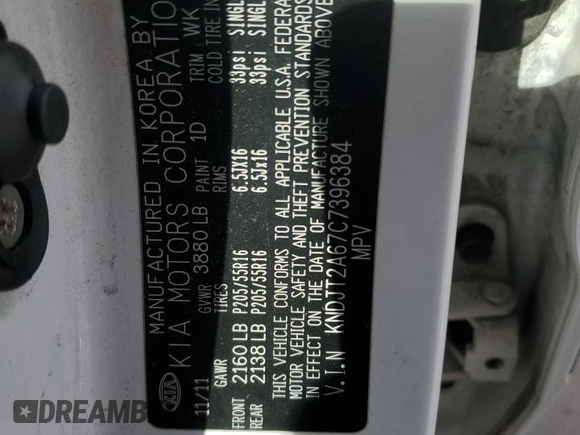 KIA
MANUFACTURED IN KOREA BY
KIA MOTORS CORPORATION
11/11 GVWR 3880 LB PAINT 1D TRIM WK
GAWR TIRES RIMS COLD TIRE IN
FRONT 2160 LB P205/55R16 6.5JX16 33psi SINGL
REAR 2138 LB P205/55R16 6.5Jx16 33psi SINGL
THIS VEHICLE CONFORMS TO ALL APPLICABLE U.S.A. FEDERA
MOTOR VEHICLE SAFETY AND THEFT PREVENTION STANDARDS
IN EFFECT ON THE DATE OF MANUFACTURE SHOWN ABOVE
V.I.N KNDJT2A67C7396384
MPV
DREAMB